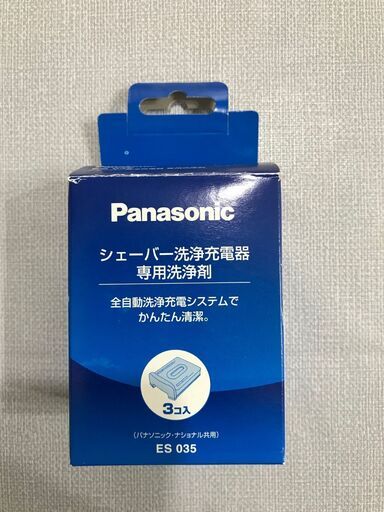 Panasonic
シェーバー洗浄充電器
専用洗浄剤
全自動洗浄充電システムで
かんたん清潔。
3コ入
(パナソニック・ナショナル共用)
ES 035